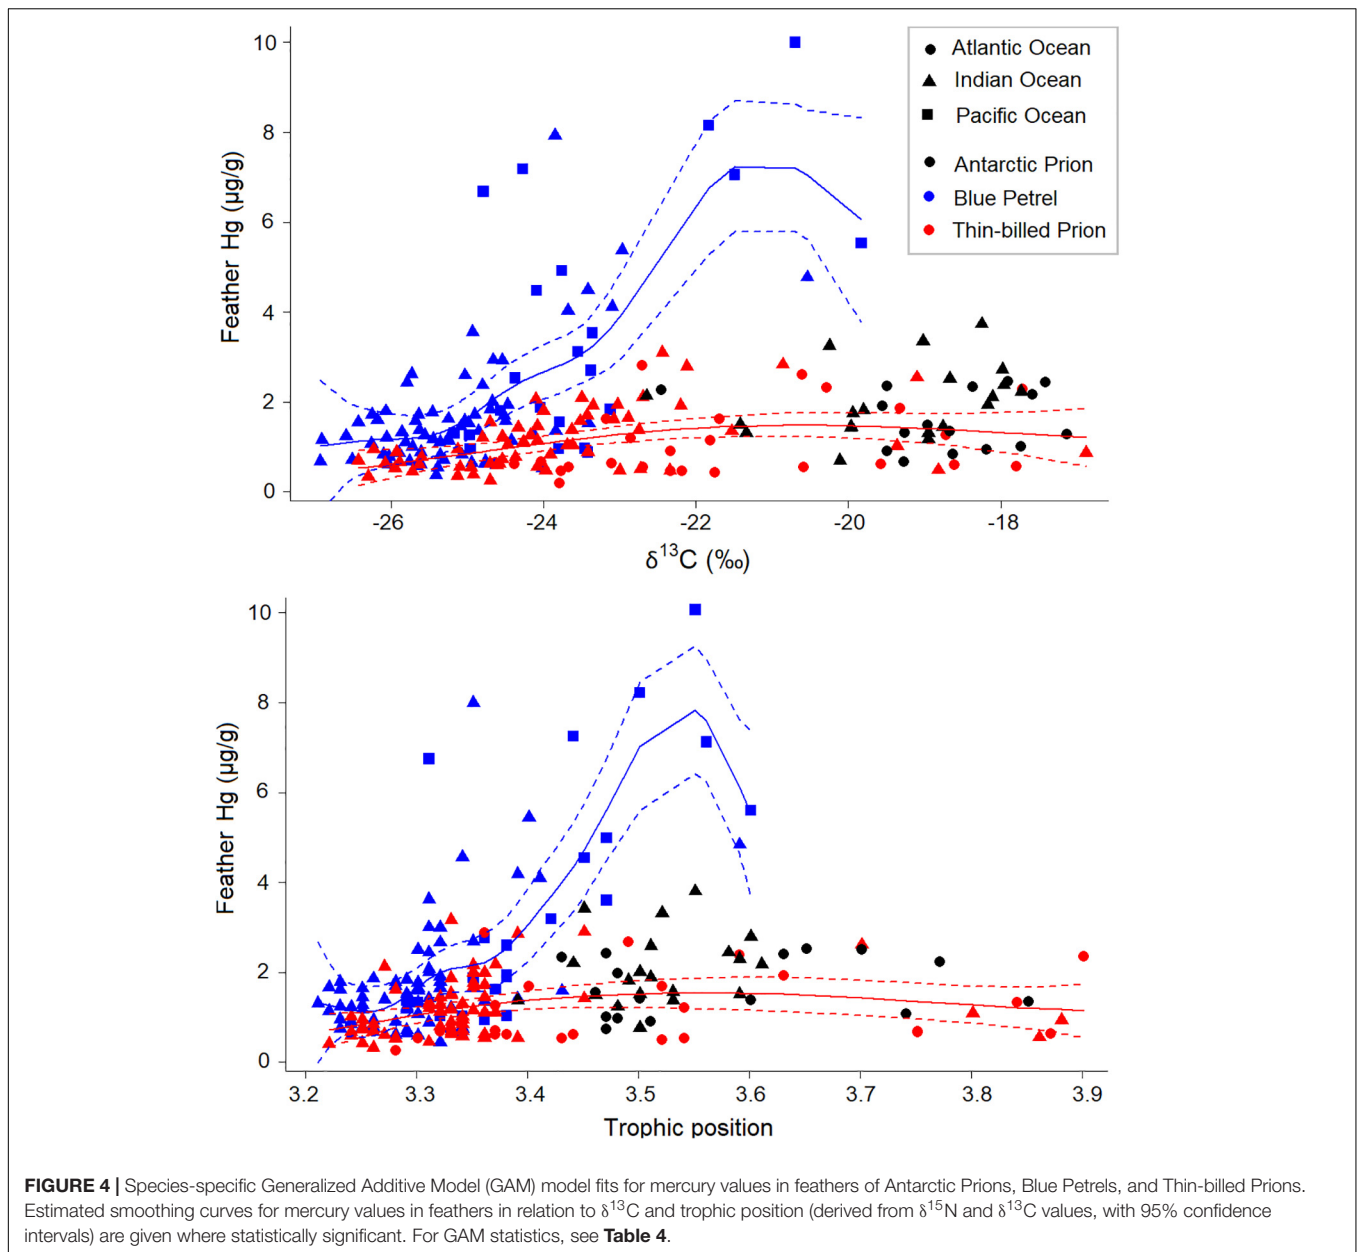 10
8
6
4
2
0
Feather Hg (µg/g)
-26
-24
-22
-20
-18
δ13C (‰)
Atlantic Ocean
Indian Ocean
Pacific Ocean
Antarctic Prion
Blue Petrel
Thin-billed Prion
10
8
6
4
2
0
Feather Hg (µg/g)
3.2
3.3
3.4
3.5
3.6
3.7
3.8
3.9
Trophic position
FIGURE 4 | Species-specific Generalized Additive Model (GAM) model fits for mercury values in feathers of Antarctic Prions, Blue Petrels, and Thin-billed Prions.
Estimated smoothing curves for mercury values in feathers in relation to δ13C and trophic position (derived from δ15N and δ13C values, with 95% confidence
intervals) are given where statistically significant. For GAM statistics, see Table 4.